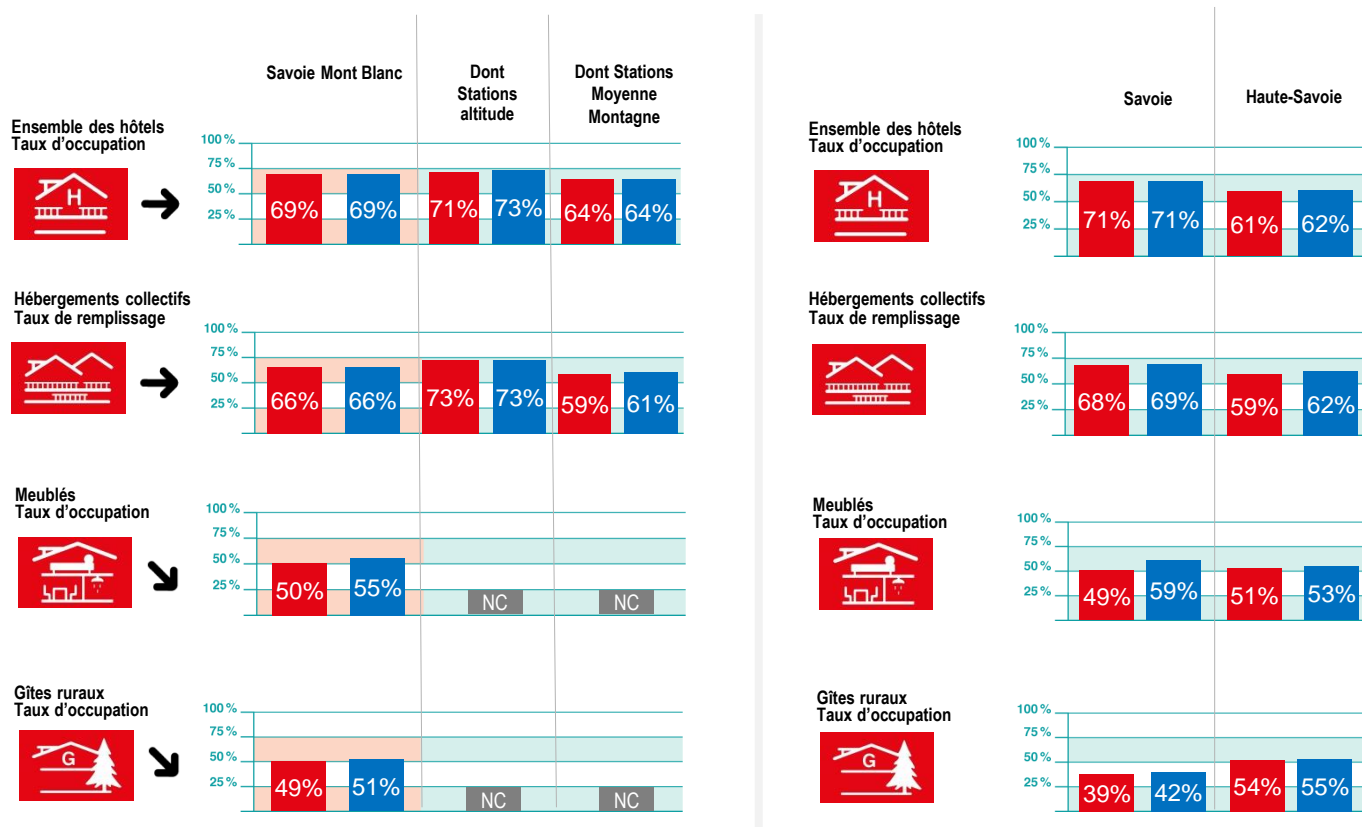 Savoie Mont Blanc
Dont
Stations
altitude
Dont Stations
Moyenne
Montagne
Ensemble des hôtels
Taux d'occupation
H
100 %
75 %
50 %
25 %
69%
69%
71%
73%
64%
64%
Hébergements collectifs
Taux de remplissage
100 %
75 %
50 %
25 %
66%
66%
73%
73%
59%
61%
Meublés
Taux d'occupation
100 %
75 %
50 %
25 %
50%
55%
NC
NC
Gîtes ruraux
Taux d'occupation
G
100 %
75 %
50 %
25 %
49%
51%
NC
NC
Savoie
Haute-Savoie
Ensemble des hôtels
Taux d'occupation
H
100 %
75 %
50 %
25 %
71%
71%
61%
62%
Hébergements collectifs
Taux de remplissage
100 %
75 %
50 %
25 %
68%
69%
59%
62%
Meublés
Taux d'occupation
100 %
75 %
50 %
25 %
49%
59%
51%
53%
Gîtes ruraux
Taux d'occupation
G
100 %
75 %
50 %
25 %
39%
42%
54%
55%